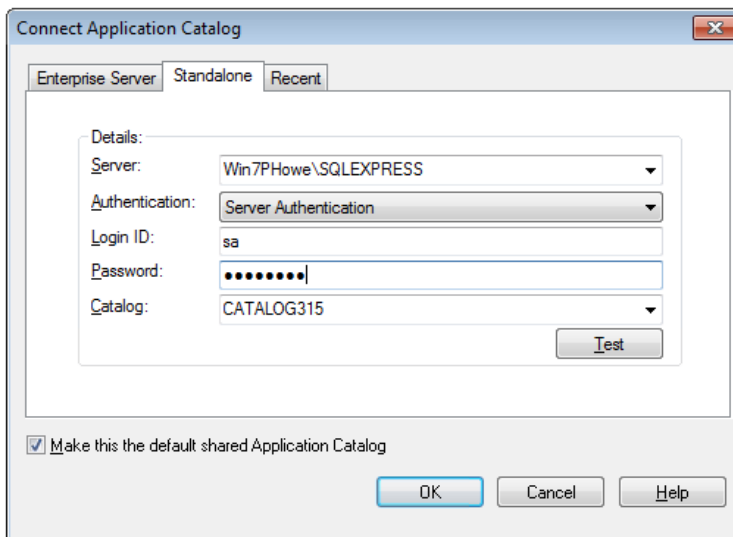 Connect Application Catalog
Enterprise Server Standalone Recent
Details:
Server: Win7PHowe\SQLEXPRESS
Authentication: Server Authentication
Login ID: sa
Password: ●●●●●●●●
Catalog: CATALOG315
Test
Make this the default shared Application Catalog
OK Cancel Help